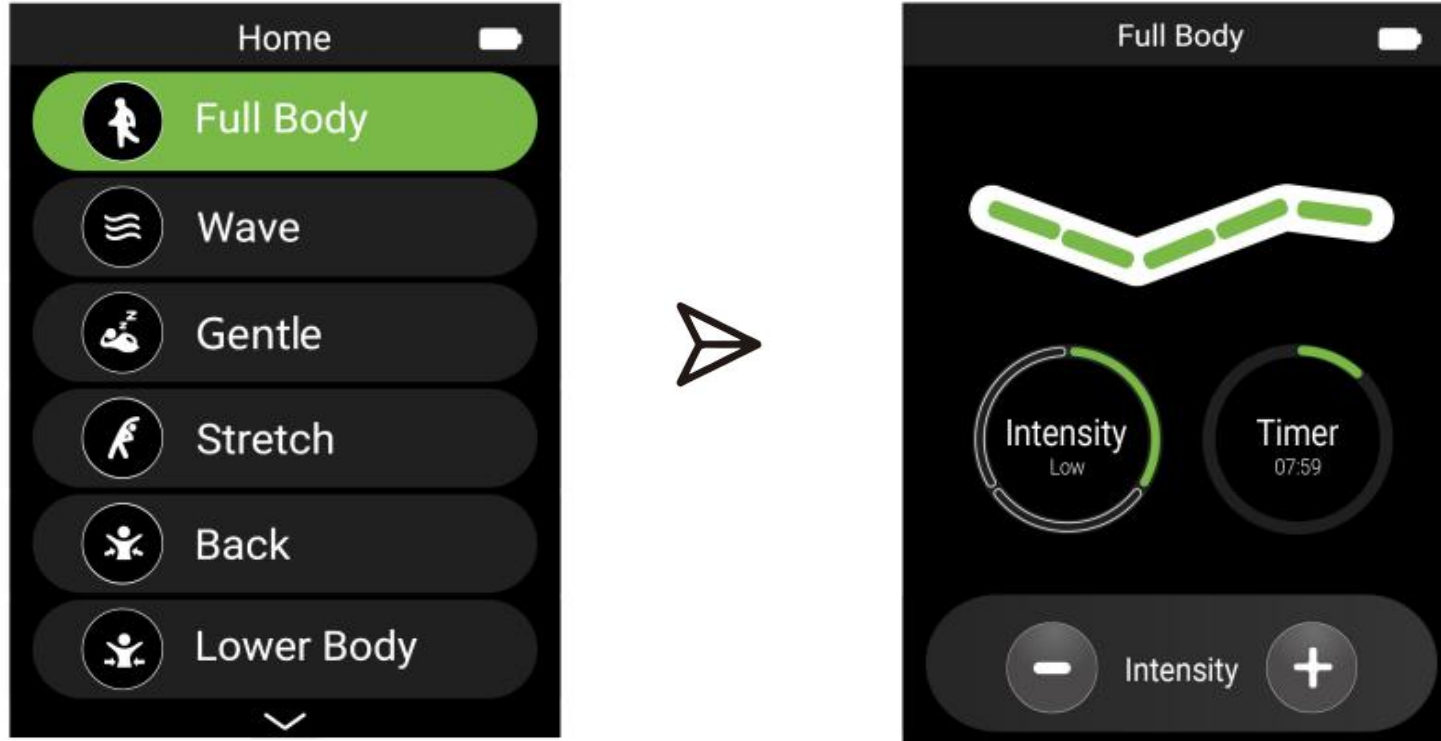 Home
Full Body
Wave
Gentle
Stretch
Back
Lower Body
Full Body
Intensity
Low
Timer
07:59
Intensity